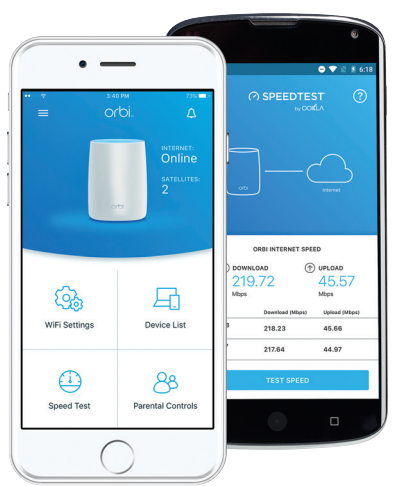 3:40 PM
73%
orbi
INTERNET:
Online
SATELLITES:
2
orbi
WiFi Settings
Device List
Speed Test
Parental Controls
6:18
SPEEDTEST
by OOKLA
?
orbi
Internet
ORBI INTERNET SPEED
DOWNLOAD
UPLOAD
219.72
45.57
Mbps
Mbps
Download (Mbps) Upload (Mbps)
218.23 45.66
217.64 44.97
TEST SPEED